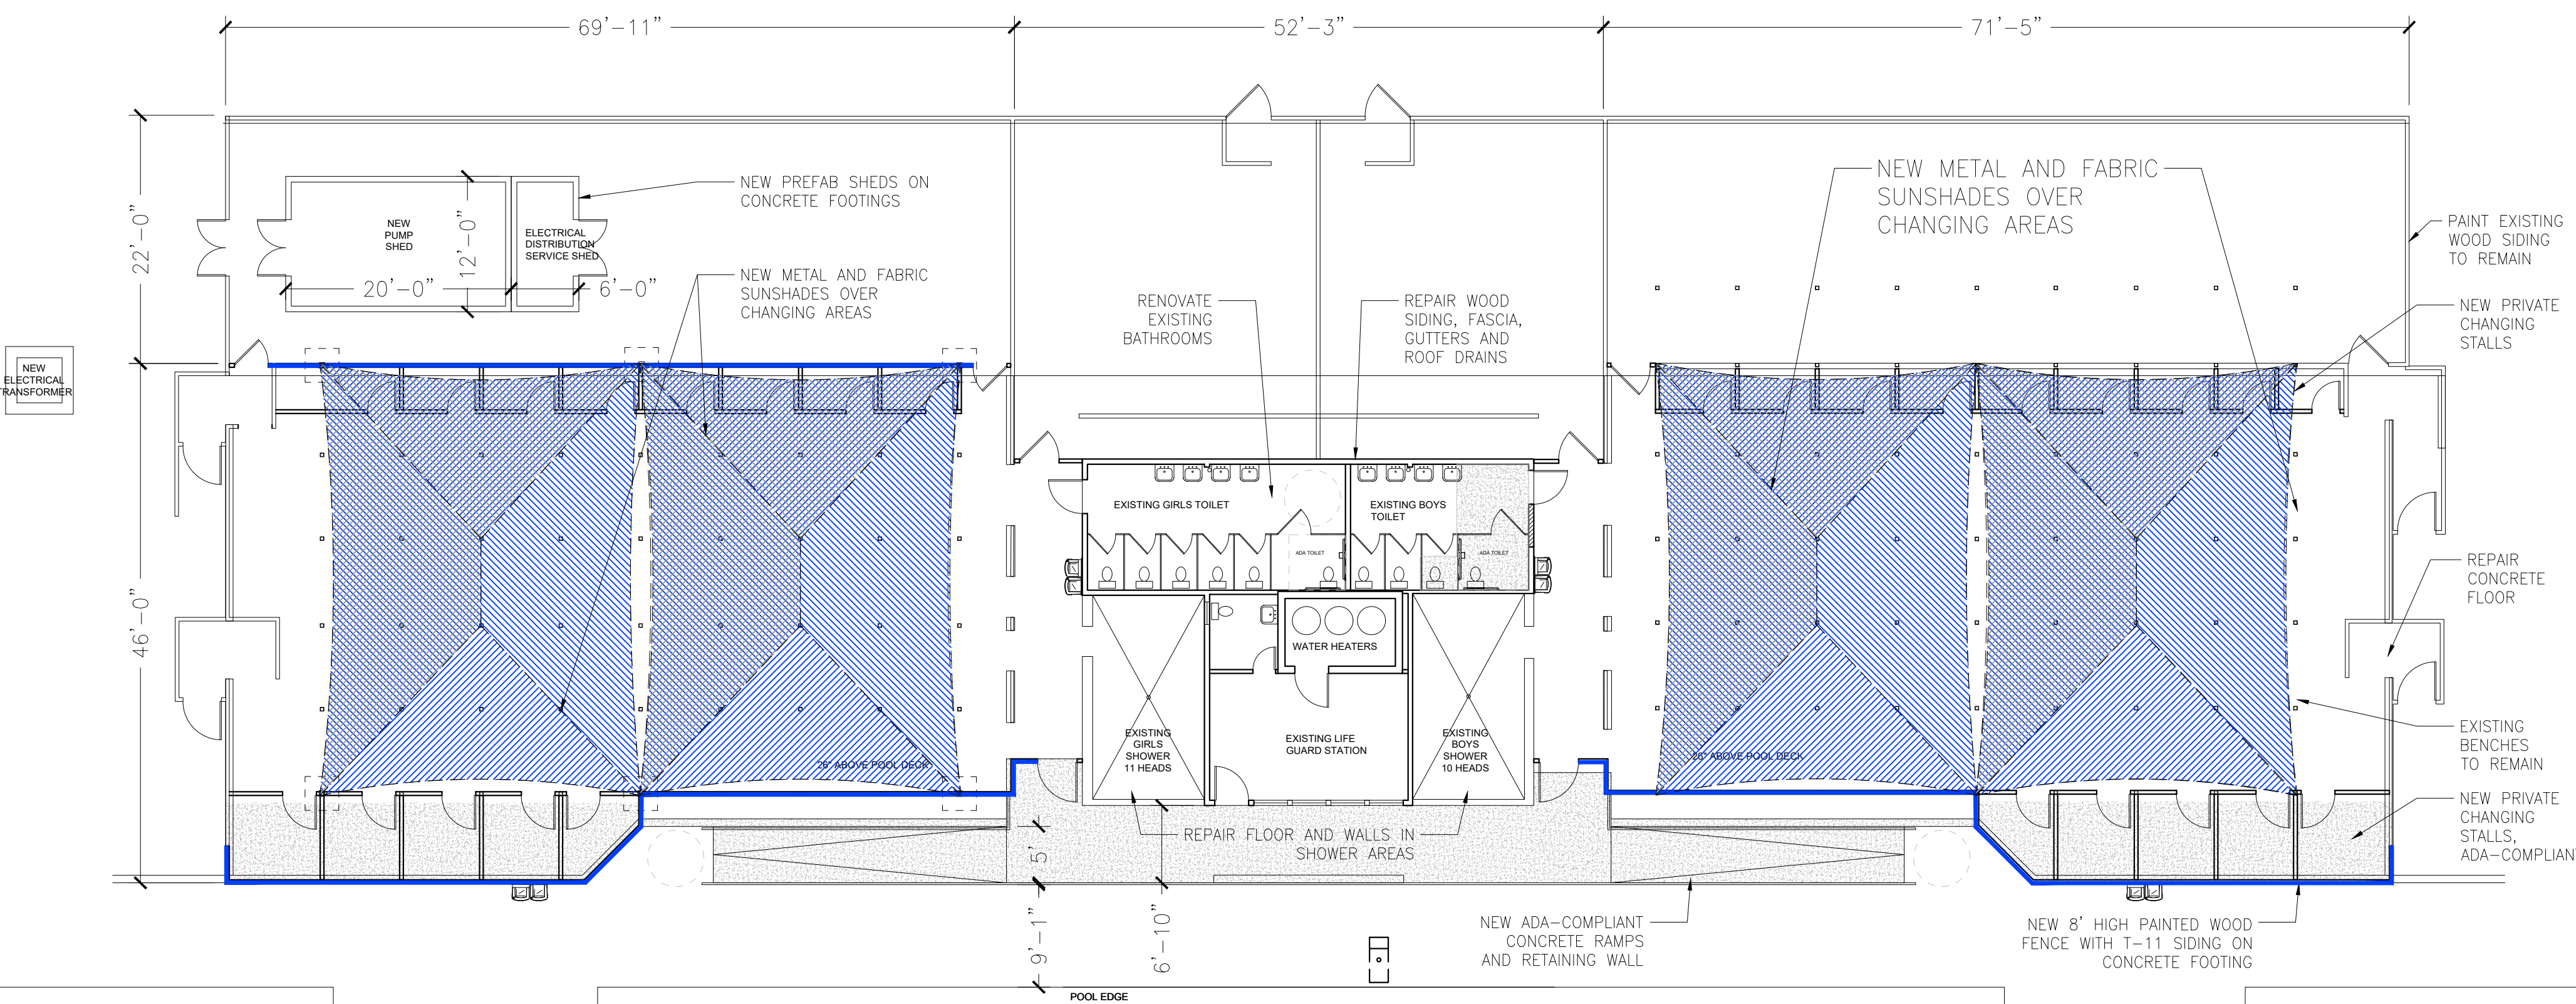 69'-11"
52'-3"
71'-5"
22'-0"
46'-0"
NEW PREFAB SHEDS ON
CONCRETE FOOTINGS
NEW
PUMP
SHED
12'-0"
ELECTRICAL
DISTRIBUTION
SERVICE SHED
20'-0"
6'-0"
NEW METAL AND FABRIC
SUNSHADES OVER
CHANGING AREAS
RENOVATE
EXISTING
BATHROOMS
REPAIR WOOD
SIDING, FASCIA,
GUTTERS AND
ROOF DRAINS
NEW METAL AND FABRIC
SUNSHADES OVER
CHANGING AREAS
PAINT EXISTING
WOOD SIDING
TO REMAIN
NEW PRIVATE
CHANGING
STALLS
NEW
ELECTRICAL
TRANSFORMER
EXISTING GIRLS TOILET
EXISTING BOYS
TOILET
ADA TOILET
ADA TOILET
WATER HEATERS
REPAIR
CONCRETE
FLOOR
EXISTING
GIRLS
SHOWER
11 HEADS
EXISTING LIFE
GUARD STATION
EXISTING
BOYS
SHOWER
10 HEADS
26" ABOVE POOL DECK
26" ABOVE POOL DECK
EXISTING
BENCHES
TO REMAIN
NEW PRIVATE
CHANGING
STALLS,
ADA-COMPLIANT
REPAIR FLOOR AND WALLS IN
SHOWER AREAS
5'
9'-1"
6'-10"
NEW ADA-COMPLIANT
CONCRETE RAMPS
AND RETAINING WALL
NEW 8' HIGH PAINTED WOOD
FENCE WITH T-11 SIDING ON
CONCRETE FOOTING
POOL EDGE